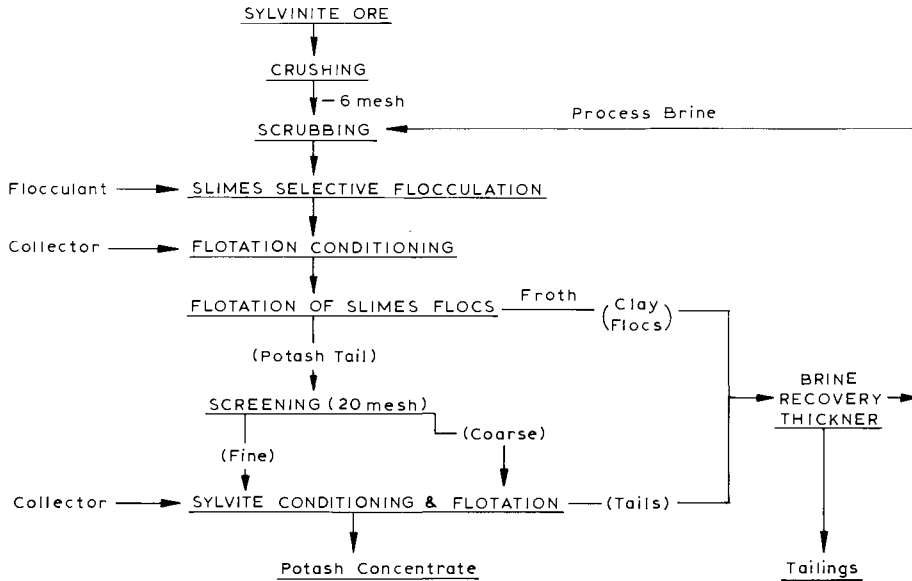 SYLVINITE ORE
CRUSHING
-6 mesh
Process Brine
SCRUBBING
Flocculant
SLIMES SELECTIVE FLOCCULATION
Collector
FLOTATION CONDITIONING
FLOTATION OF SLIMES FLOCS
Froth
(Clay
Flocs)
(Potash Tail)
BRINE
RECOVERY
THICKNER
SCREENING (20 mesh)
(Coarse)
(Fine)
Collector
SYLVITE CONDITIONING & FLOTATION
(Tails)
Potash Concentrate
Tailings